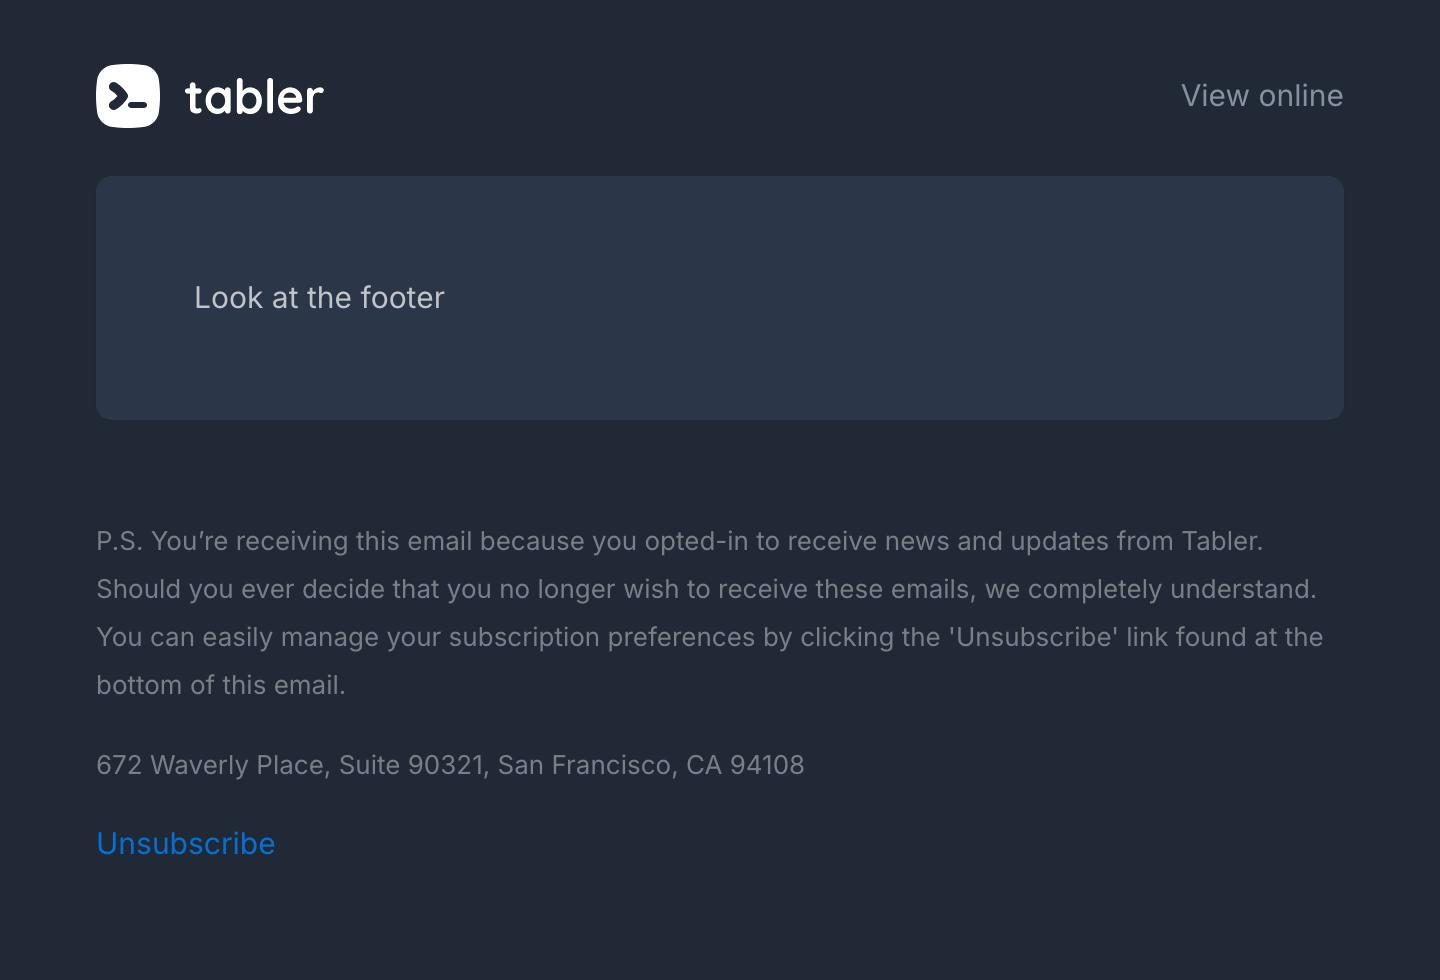 tabler
View online
Look at the footer
P.S. You’re receiving this email because you opted-in to receive news and updates from Tabler.
Should you ever decide that you no longer wish to receive these emails, we completely understand.
You can easily manage your subscription preferences by clicking the 'Unsubscribe' link found at the
bottom of this email.
672 Waverly Place, Suite 90321, San Francisco, CA 94108
Unsubscribe